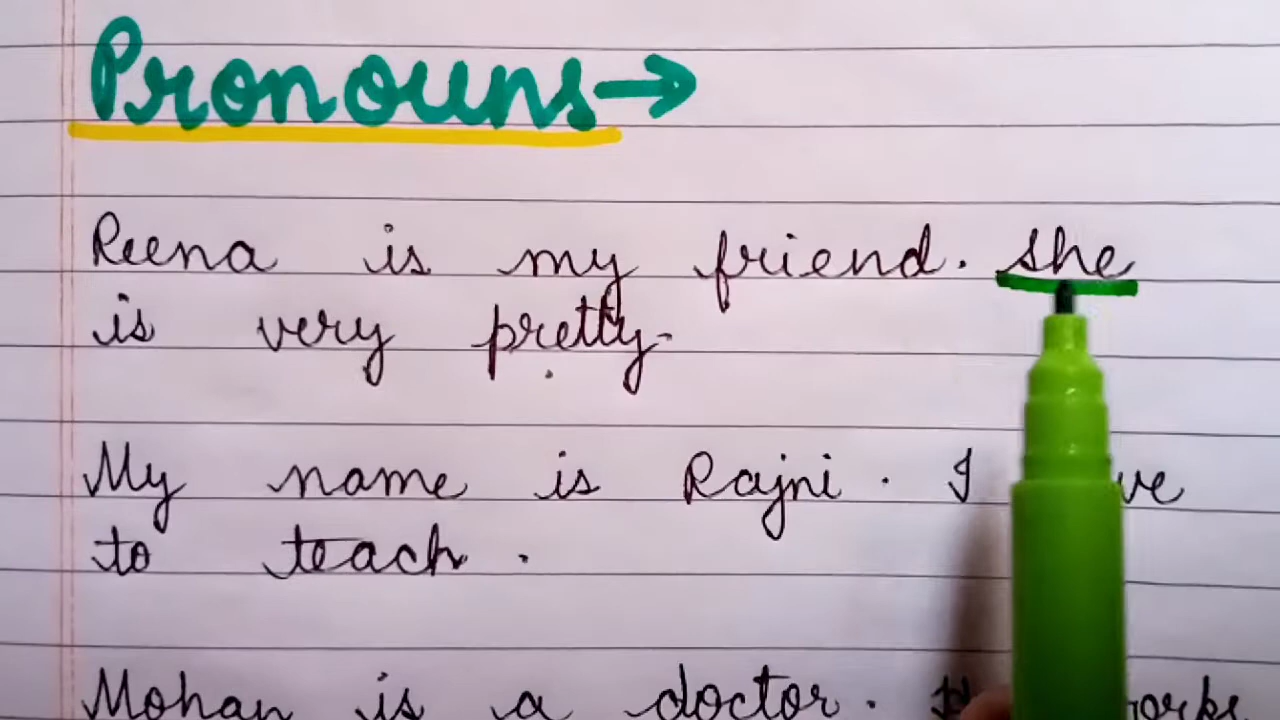 Pronouns→
Reena is my friend. she
is very pretty.
My name is Rajni. I
to teach.
Mohan is a doctor.